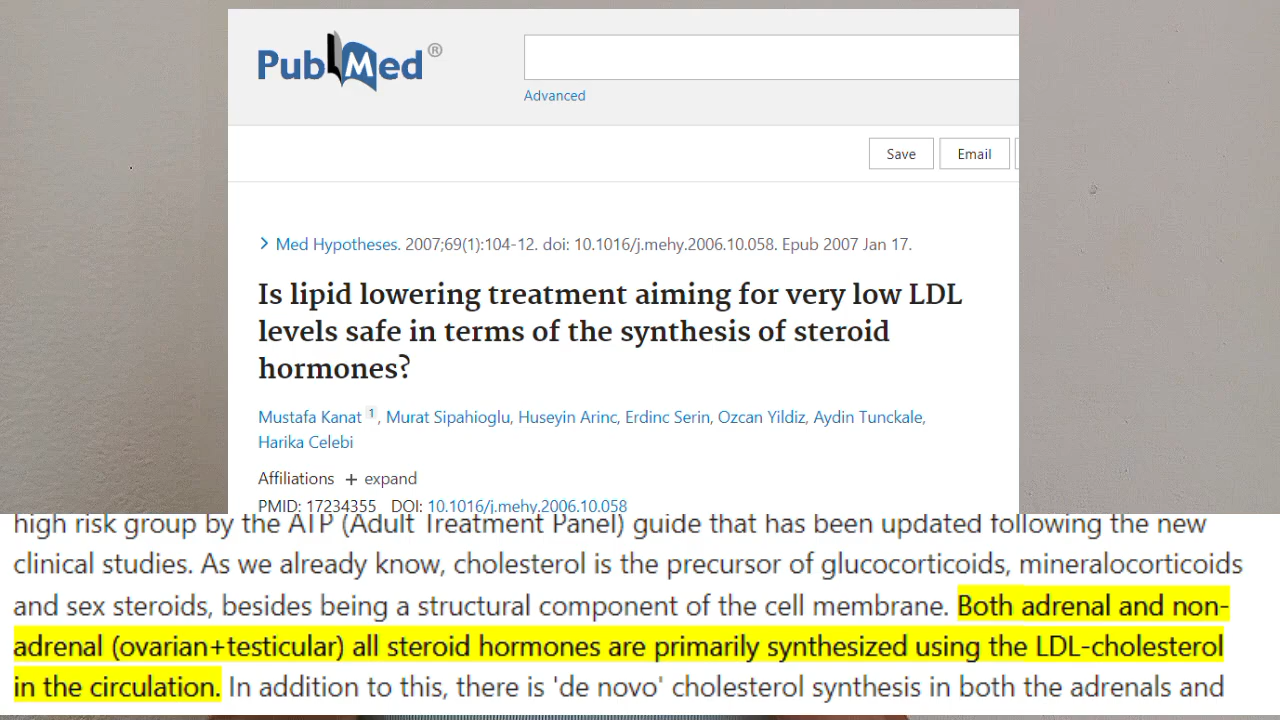 PubMed®
Advanced
Save
Email
Med Hypotheses. 2007;69(1):104-12. doi: 10.1016/j.mehy.2006.10.058. Epub 2007 Jan 17.
Is lipid lowering treatment aiming for very low LDL
levels safe in terms of the synthesis of steroid
hormones?
Mustafa Kanat 1, Murat Sipahioglu, Huseyin Arinc, Erdinc Serin, Ozcan Yildiz, Aydin Tunckale,
Harika Celebi
Affiliations + expand
PMID: 17234355 DOI: 10.1016/j.mehy.2006.10.058
high risk group by the ATP (Adult Treatment Panel) guide that has been updated following the new
clinical studies. As we already know, cholesterol is the precursor of glucocorticoids, mineralocorticoids
and sex steroids, besides being a structural component of the cell membrane. Both adrenal and non-
adrenal (ovarian+testicular) all steroid hormones are primarily synthesized using the LDL-cholesterol
in the circulation. In addition to this, there is 'de novo' cholesterol synthesis in both the adrenals and